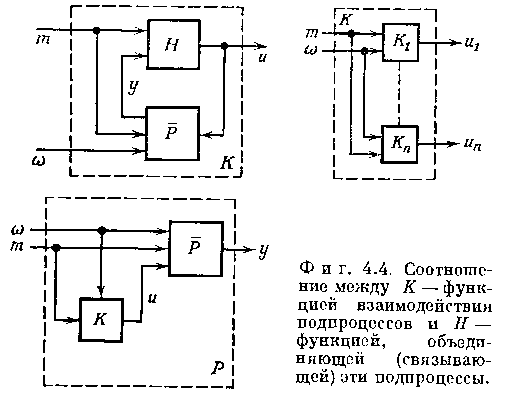 m
H
u
y
P̅
ω
K
m
K
ω
K₁
u₁
Kₙ
uₙ
ω
m
P̅
y
u
K
P
Фиг. 4.4. Соотноше-
ние между K — функ-
цией взаимодействия
подпроцессов и H —
функцией, объеди-
няющей (связываю-
щей) эти подпроцессы.